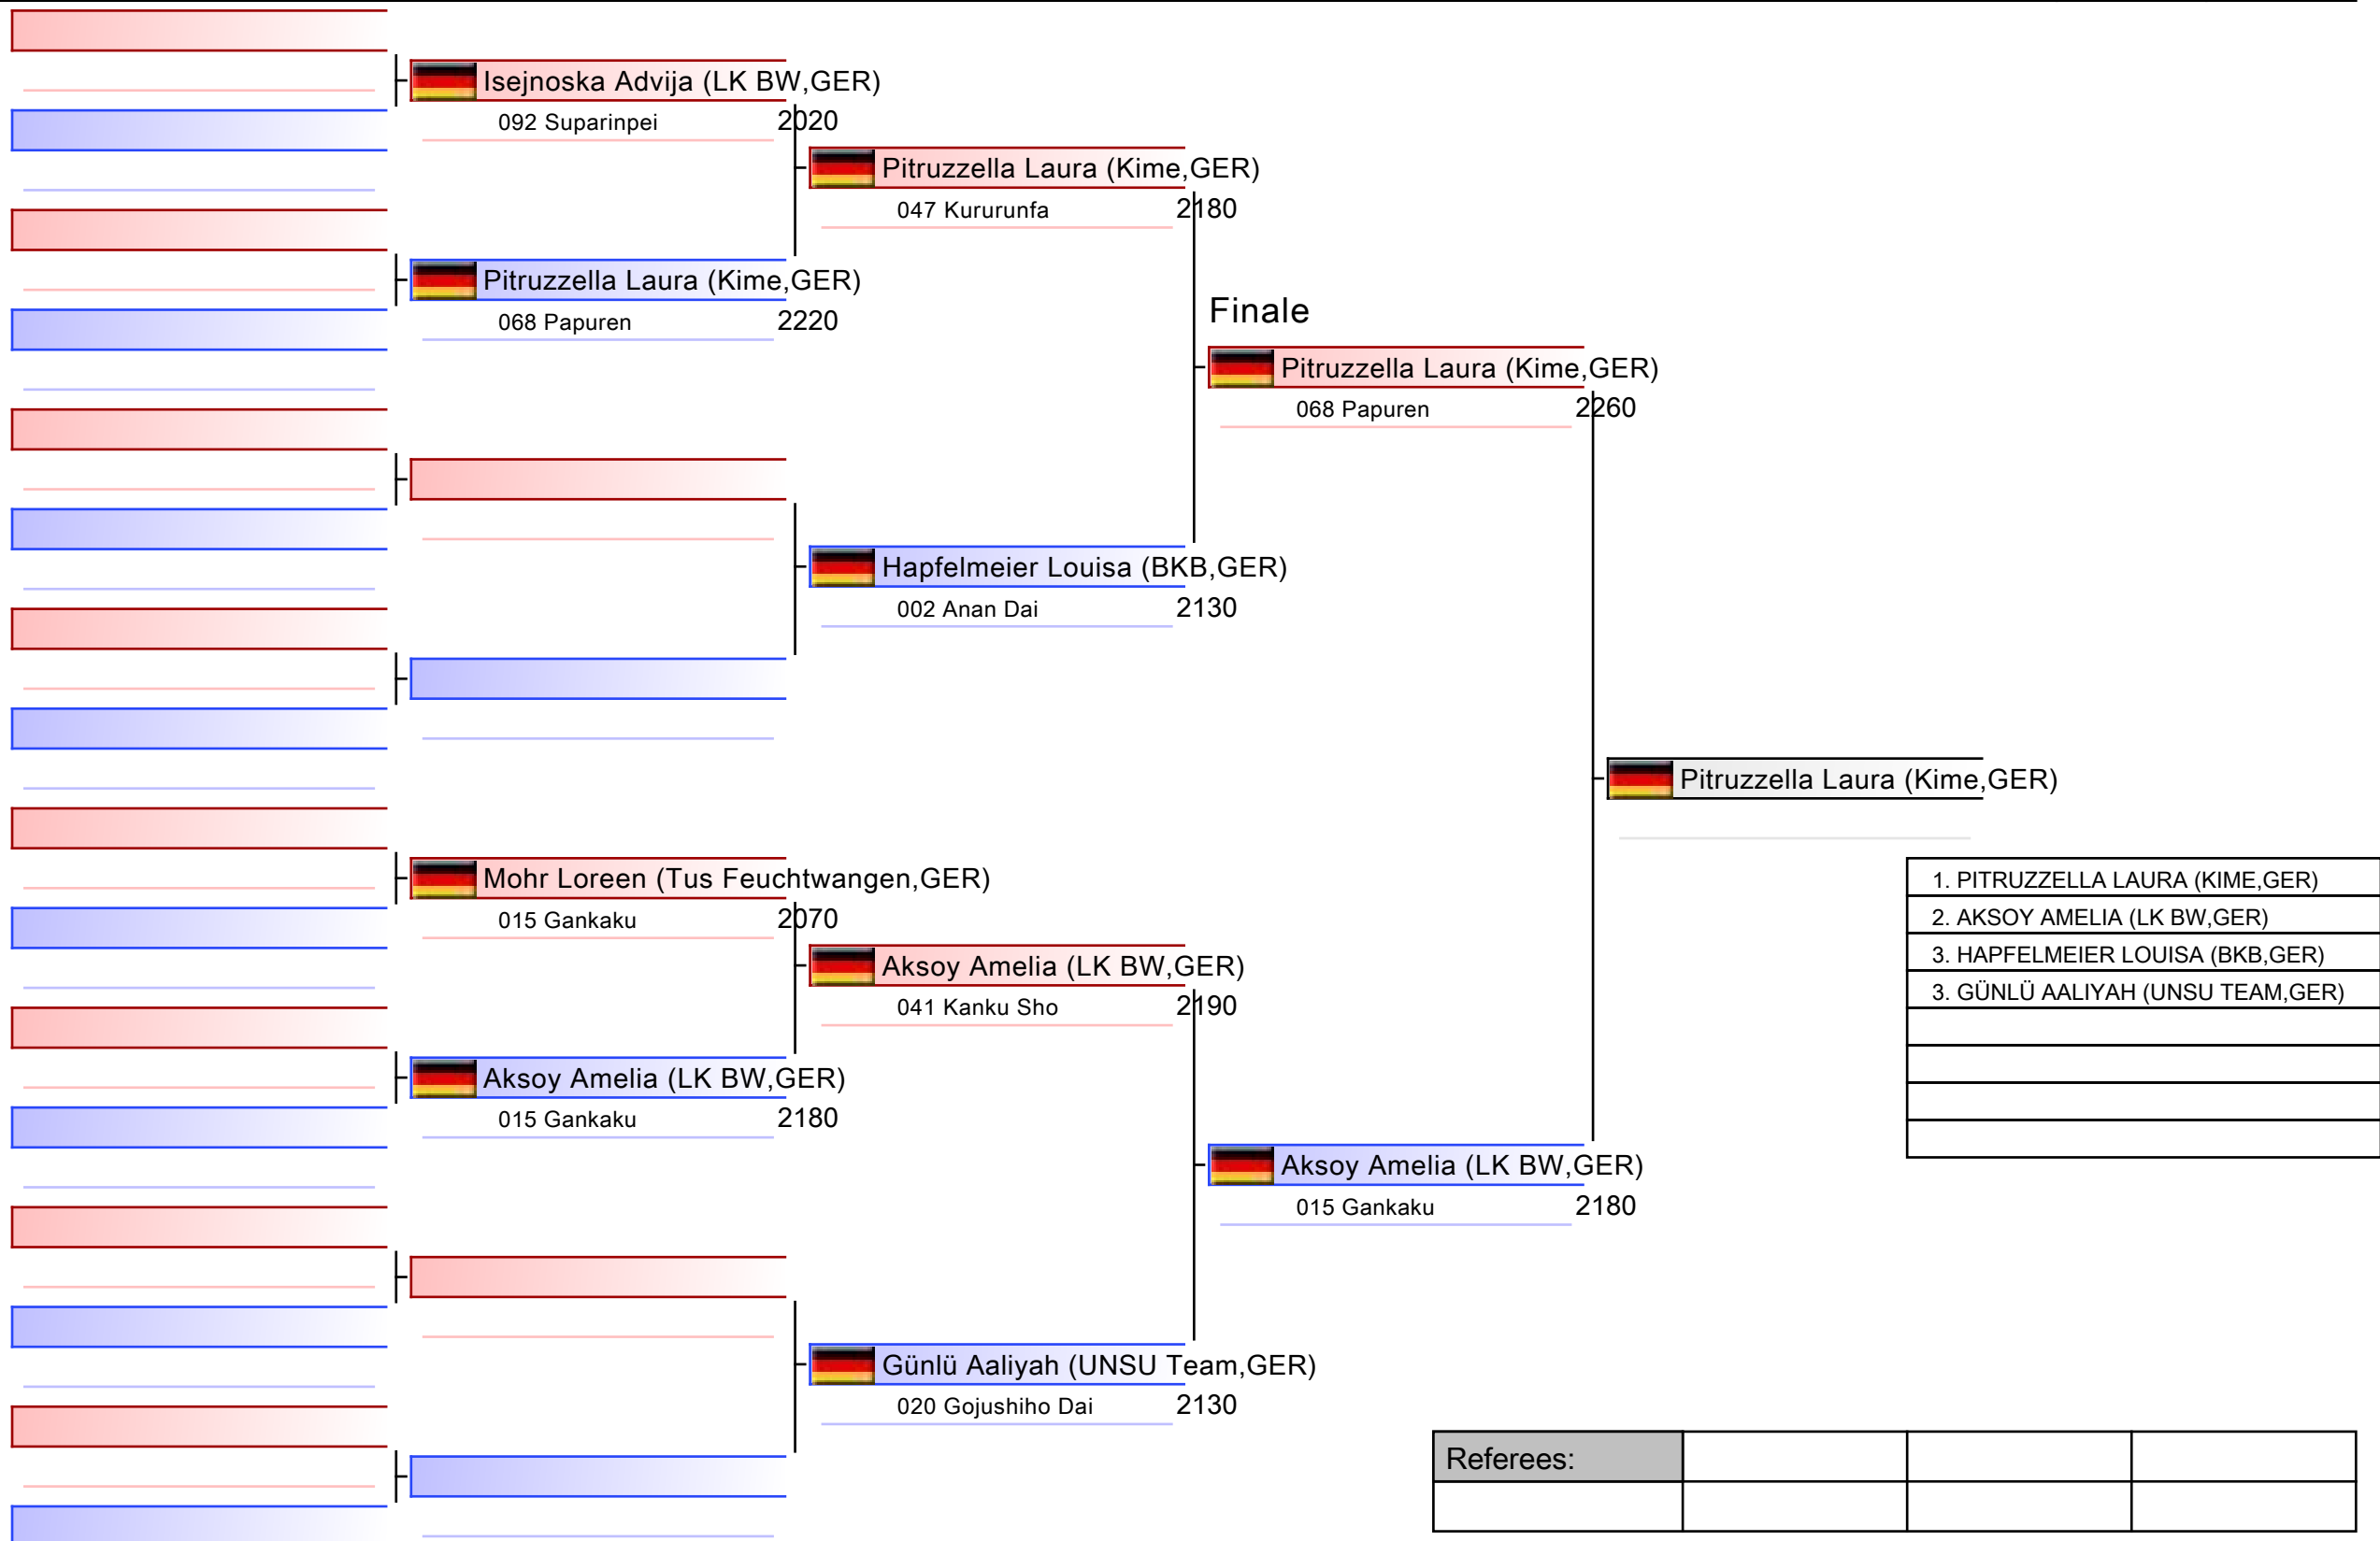 Isejnoska Advija (LK BW,GER)
092 Suparinpei 2020
Pitruzzella Laura (Kime,GER)
047 Kururunfa 2180
Pitruzzella Laura (Kime,GER)
068 Papuren 2220
Finale
Pitruzzella Laura (Kime,GER)
068 Papuren 2260
Hapfelmeier Louisa (BKB,GER)
002 Anan Dai 2130
Pitruzzella Laura (Kime,GER)
Mohr Loreen (Tus Feuchtwangen,GER)
015 Gankaku 2070
Aksoy Amelia (LK BW,GER)
041 Kanku Sho 2190
Aksoy Amelia (LK BW,GER)
015 Gankaku 2180
Aksoy Amelia (LK BW,GER)
015 Gankaku 2180
Günlü Aaliyah (UNSU Team,GER)
020 Gojushiho Dai 2130
1. PITRUZZELLA LAURA (KIME,GER)
2. AKSOY AMELIA (LK BW,GER)
3. HAPFELMEIER LOUISA (BKB,GER)
3. GÜNLÜ AALIYAH (UNSU TEAM,GER)
Referees: